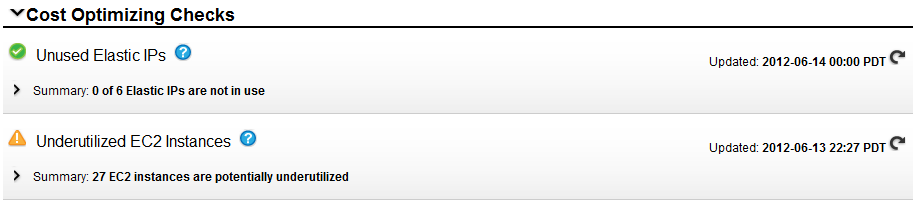 Cost Optimizing Checks
Unused Elastic IPs
Updated: 2012-06-14 00:00 PDT
Summary: 0 of 6 Elastic IPs are not in use
Underutilized EC2 Instances
Updated: 2012-06-13 22:27 PDT
Summary: 27 EC2 instances are potentially underutilized